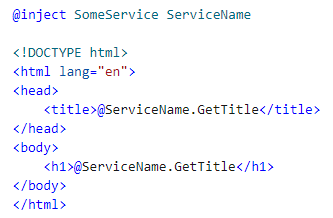 @inject SomeService ServiceName

<!DOCTYPE html>
<html lang="en">
<head>
    <title>@ServiceName.GetTitle</title>
</head>
<body>
    <h1>@ServiceName.GetTitle</h1>
</body>
</html>